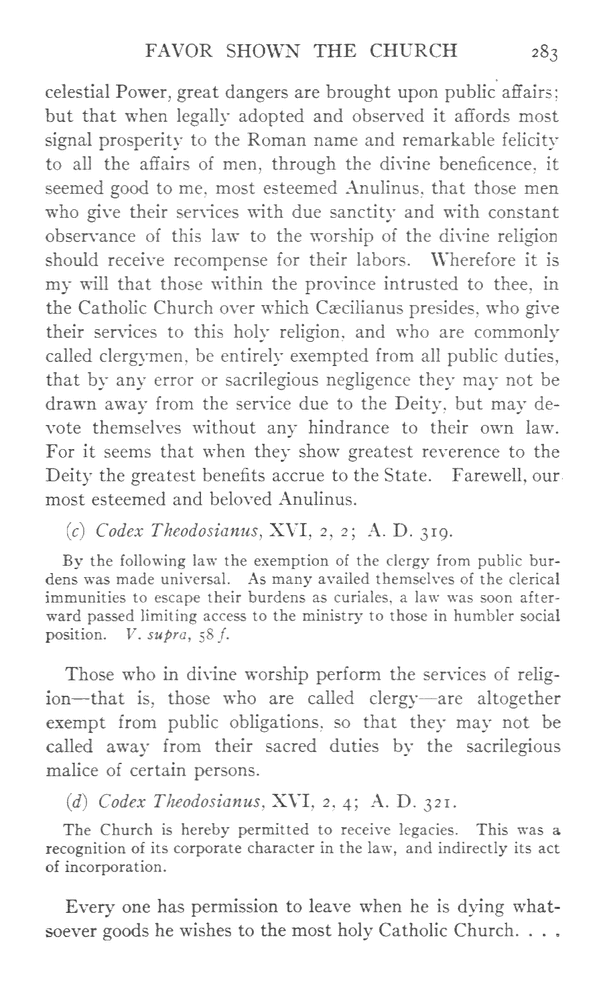 FAVOR SHOWN THE CHURCH 283
celestial Power, great dangers are brought upon public affairs;
but that when legally adopted and observed it affords most
signal prosperity to the Roman name and remarkable felicity
to all the affairs of men, through the divine beneficence, it
seemed good to me, most esteemed Anulinus, that those men
who give their services with due sanctity and with constant
observance of this law to the worship of the divine religion
should receive recompense for their labors. Wherefore it is
my will that those within the province intrusted to thee, in
the Catholic Church over which Cæcilianus presides, who give
their services to this holy religion, and who are commonly
called clergymen, be entirely exempted from all public duties,
that by any error or sacrilegious negligence they may not be
drawn away from the service due to the Deity, but may de-
vote themselves without any hindrance to their own law.
For it seems that when they show greatest reverence to the
Deity the greatest benefits accrue to the State. Farewell, our
most esteemed and beloved Anulinus.
(c) Codex Theodosianus, XVI, 2, 2; A. D. 319.
By the following law the exemption of the clergy from public bur-
dens was made universal. As many availed themselves of the clerical
immunities to escape their burdens as curiales, a law was soon after-
ward passed limiting access to the ministry to those in humbler social
position. V. supra, 58 f.
Those who in divine worship perform the services of relig-
ion—that is, those who are called clergy—are altogether
exempt from public obligations, so that they may not be
called away from their sacred duties by the sacrilegious
malice of certain persons.
(d) Codex Theodosianus, XVI, 2, 4; A. D. 321.
The Church is hereby permitted to receive legacies. This was a
recognition of its corporate character in the law, and indirectly its act
of incorporation.
Every one has permission to leave when he is dying what-
soever goods he wishes to the most holy Catholic Church. . . .